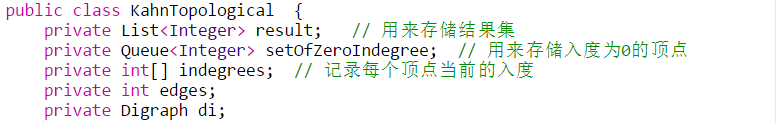 public class KahnTopological  {
    private List<Integer> result;   // 用来存储结果集
    private Queue<Integer> setOfZeroIndegree;  // 用来存储入度为0的顶点
    private int[] indegrees;  // 记录每个顶点当前的入度
    private int edges;
    private Digraph di;